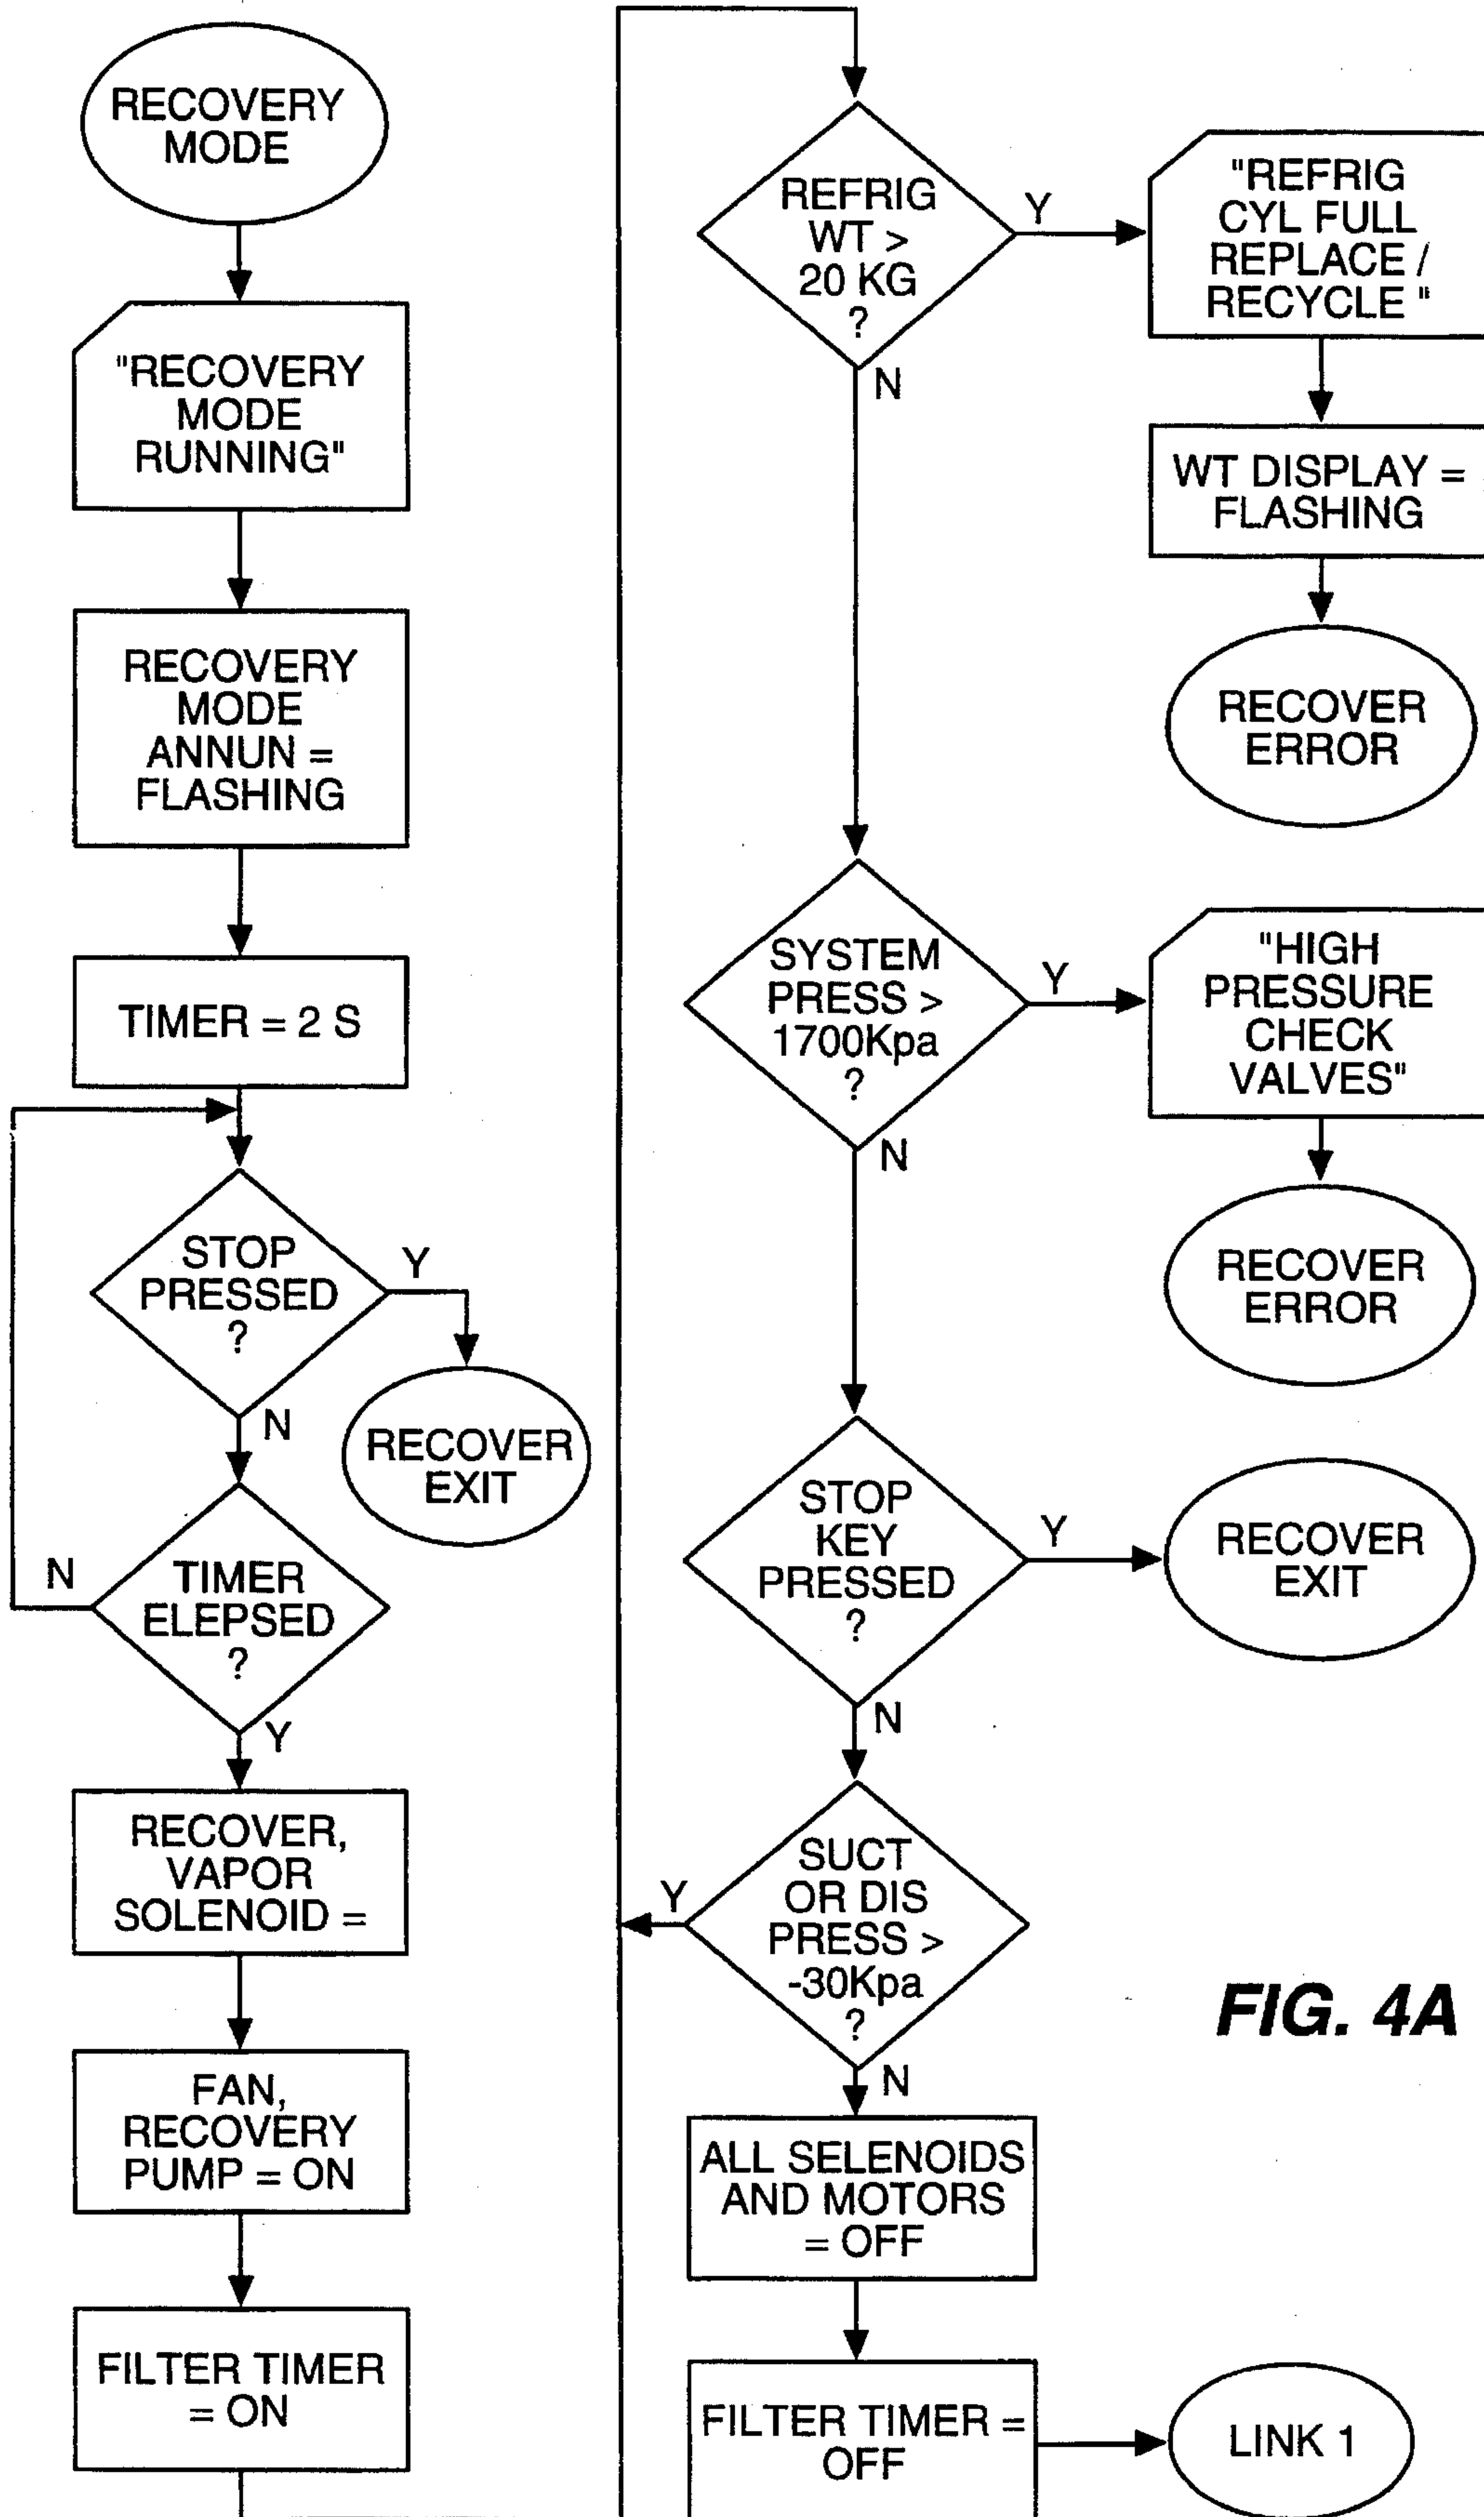 RECOVERY
MODE
"RECOVERY
MODE
RUNNING"
RECOVERY
MODE
ANNUN =
FLASHING
TIMER = 2 S
STOP
PRESSED
?
Y
N
RECOVER
EXIT
TIMER
ELEPSED
?
N
Y
RECOVER,
VAPOR
SOLENOID =
FAN,
RECOVERY
PUMP = ON
FILTER TIMER
= ON
REFRIG
WT >
20 KG
?
Y
N
"REFRIG
CYL FULL
REPLACE /
RECYCLE "
WT DISPLAY =
FLASHING
RECOVER
ERROR
SYSTEM
PRESS >
1700Kpa
?
Y
N
"HIGH
PRESSURE
CHECK
VALVES"
RECOVER
ERROR
STOP
KEY
PRESSED
?
Y
N
RECOVER
EXIT
SUCT
OR DIS
PRESS >
-30Kpa
?
Y
N
ALL SELENOIDS
AND MOTORS
= OFF
FILTER TIMER =
OFF
LINK 1
FIG. 4A